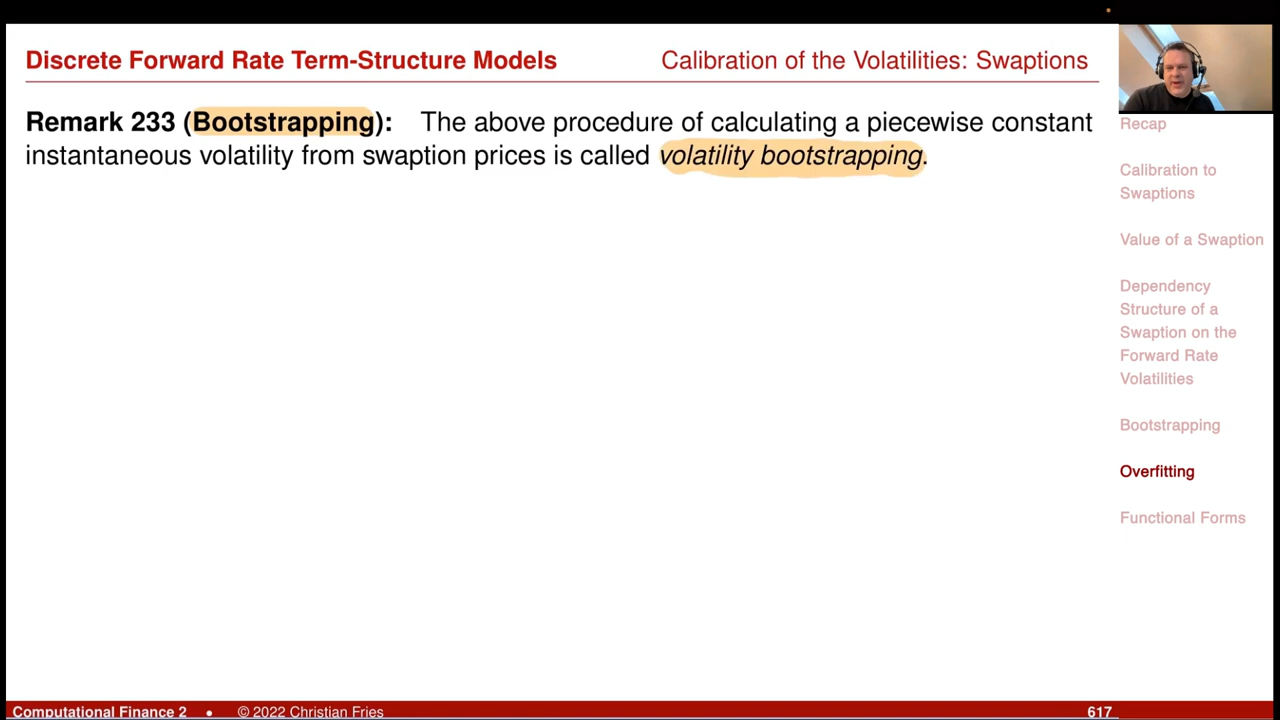 Discrete Forward Rate Term-Structure Models
Calibration of the Volatilities: Swaptions
Remark 233 (Bootstrapping): The above procedure of calculating a piecewise constant
instantaneous volatility from swaption prices is called volatility bootstrapping.
Recap
Calibration to
Swaptions
Value of a Swaption
Dependency
Structure of a
Swaption on the
Forward Rate
Volatilities
Bootstrapping
Overfitting
Functional Forms
Computational Finance 2 • © 2022 Christian Fries
617